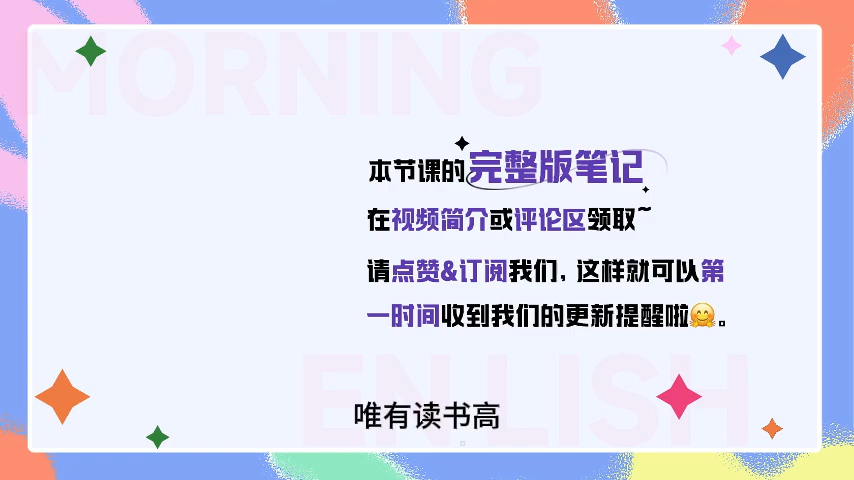 MORNING
本节课的完整版笔记
在视频简介或评论区领取~
请点赞&订阅我们，这样就可以第
一时间收到我们的更新提醒啦🤗。
ENLISH
唯有读书高